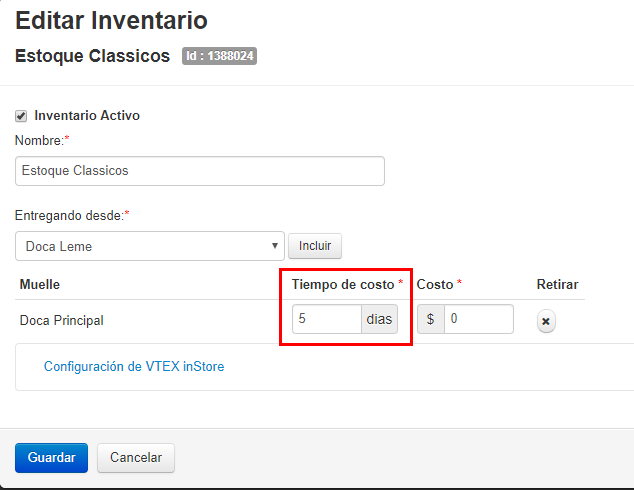 Editar Inventario
Estoque Classicos Id : 1388024
Inventario Activo
Nombre:*
Estoque Classicos
Entregando desde:*
Doca Leme Incluir
Muelle Tiempo de costo * Costo * Retirar
Doca Principal 5 dias $ 0
Configuración de VTEX inStore
Guardar Cancelar